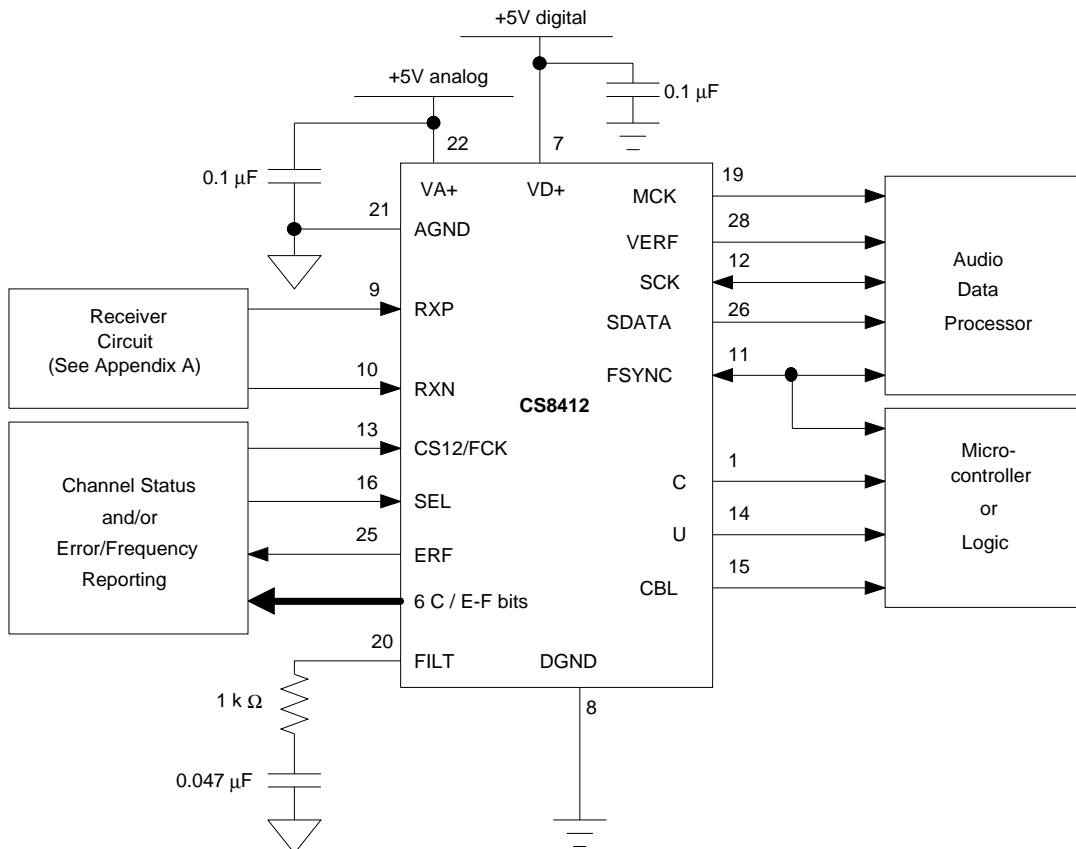 +5V digital
+5V analog
0.1 µF
22
7
0.1 µF
VA+
VD+
21
AGND
MCK
19
VERF
28
SCK
12
SDATA
26
FSYNC
11
Audio
Data
Processor
9
RXP
Receiver
Circuit
(See Appendix A)
10
RXN
CS8412
13
CS12/FCK
Channel Status
and/or
Error/Frequency
Reporting
16
SEL
25
ERF
6 C / E-F bits
C
1
U
14
CBL
15
Micro-
controller
or
Logic
20
FILT
DGND
8
1 k Ω
0.047 µF